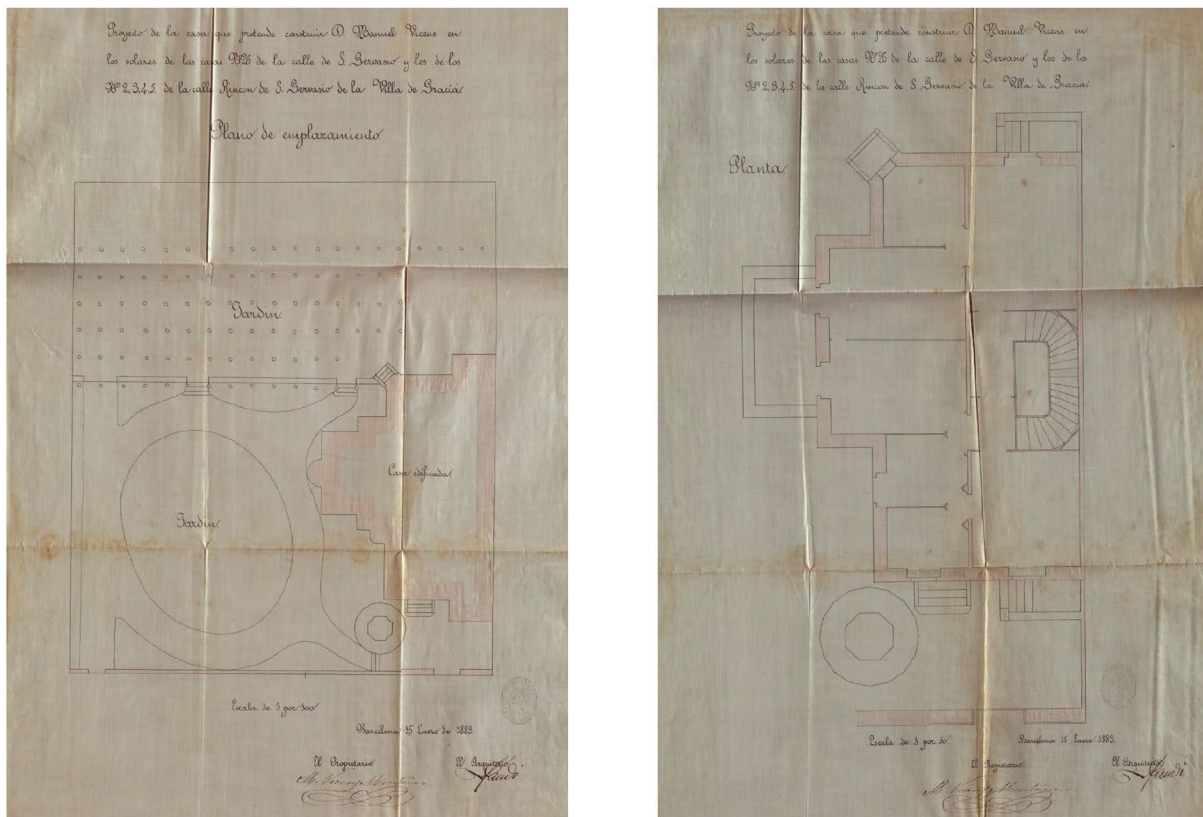 Proyecto de la casa que pretende construir D. Manuel Vicens en
los solares de las casas Nº 26 de la calle de S. Gervasio y los de los
Nº 2, 3, 4, 5, de la calle Rincon de S. Gervasio de la Villa de Gracia
Plano de emplazamiento
Jardin
Casa edificada
Jardin
Escala de 1 por 100
Barcelona 15 Enero de 1883
El Propietario
El Arquitecto
Gaudi
Proyecto de la casa que pretende construir D. Manuel Vicens en
los solares de las casas Nº 26 de la calle de S. Gervasio y los de los
Nº 2, 3, 4, 5, de la calle Rincon de S. Gervasio de la Villa de Gracia
Planta
Escala de 1 por 50
Barcelona 15 Enero 1883.
El Propietario
El Arquitecto
Gaudi